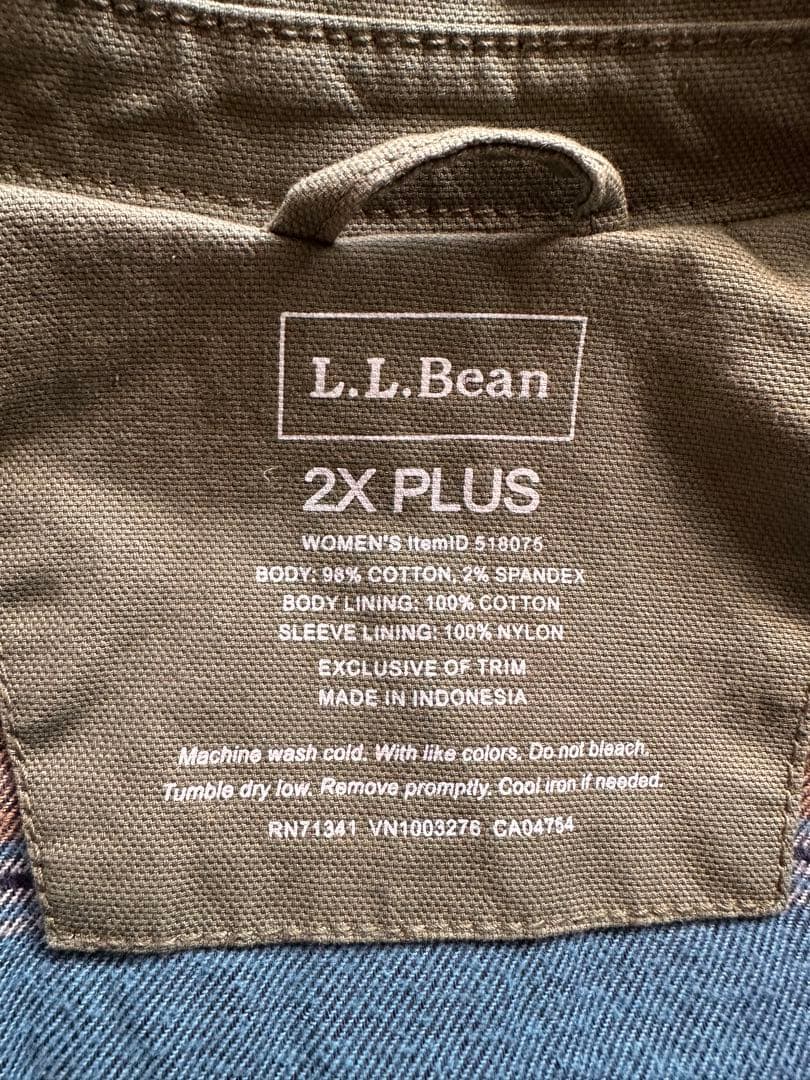 L.L.Bean
2X PLUS
WOMEN'S ItemID 518075
BODY: 98% COTTON, 2% SPANDEX
BODY LINING: 100% COTTON
SLEEVE LINING: 100% NYLON
EXCLUSIVE OF TRIM
MADE IN INDONESIA
Machine wash cold. With like colors. Do not bleach.
Tumble dry low. Remove promptly. Cool iron if needed.
RN71341 VN1003276 CA04764